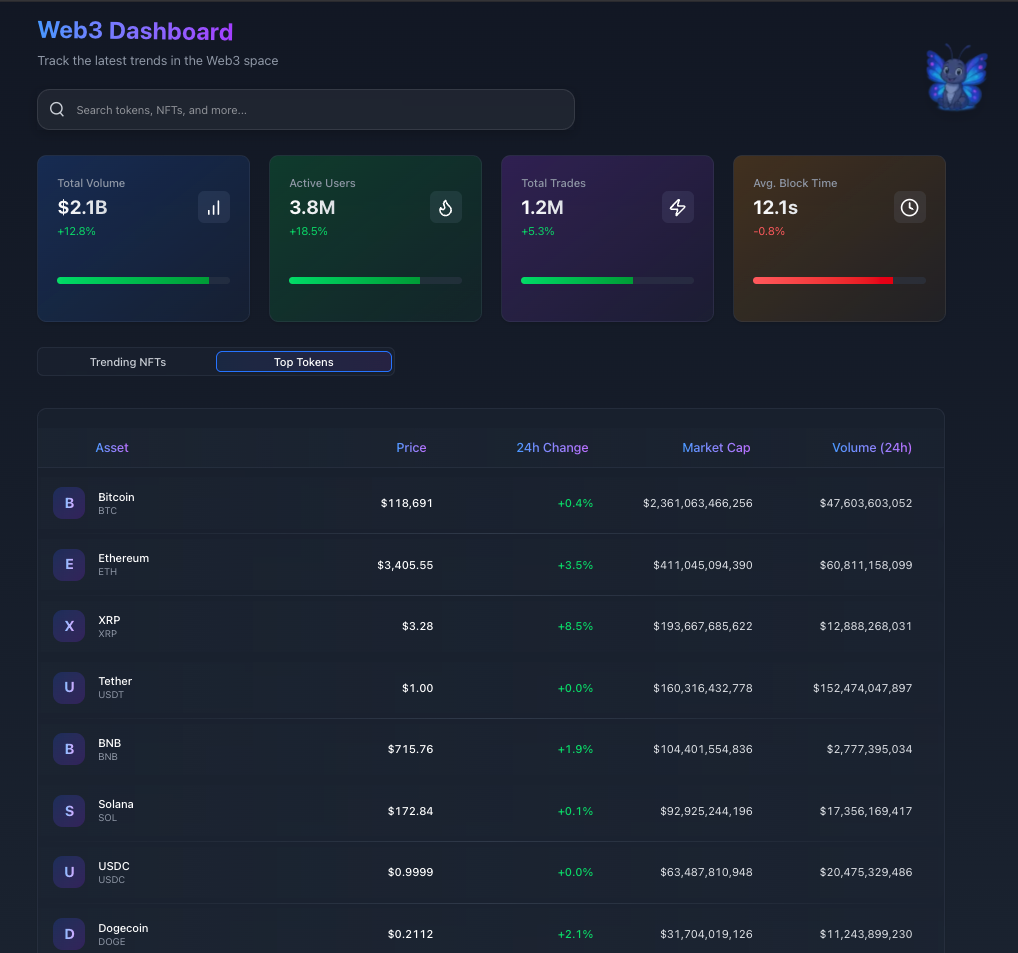 Web3 Dashboard
Track the latest trends in the Web3 space
Search tokens, NFTs, and more...
Total Volume
$2.1B
+12.8%
Active Users
3.8M
+18.5%
Total Trades
1.2M
+5.3%
Avg. Block Time
12.1s
-0.8%
Trending NFTs Top Tokens
Asset Price 24h Change Market Cap Volume (24h)
B Bitcoin BTC $118,691 +0.4% $2,361,063,466,256 $47,603,603,052
E Ethereum ETH $3,405.55 +3.5% $411,045,094,390 $60,811,158,099
X XRP XRP $3.28 +8.5% $193,667,685,622 $12,888,268,031
U Tether USDT $1.00 +0.0% $160,316,432,778 $152,474,047,897
B BNB BNB $715.76 +1.9% $104,401,554,836 $2,777,395,034
S Solana SOL $172.84 +0.1% $92,925,244,196 $17,356,169,417
U USDC USDC $0.9999 +0.0% $63,487,810,948 $20,475,329,486
D Dogecoin DOGE $0.2112 +2.1% $31,704,019,126 $11,243,899,230